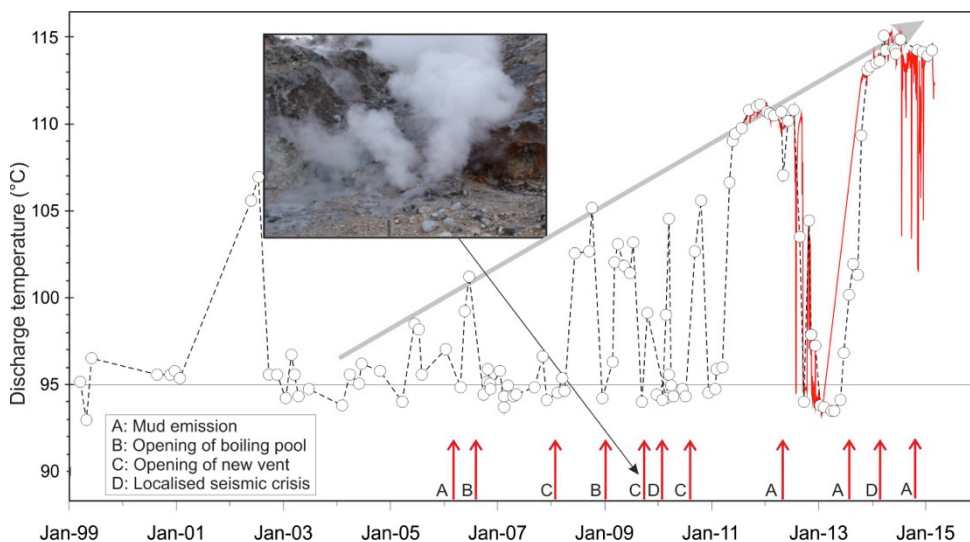 Discharge temperature (°C)
115
110
105
100
95
90
A: Mud emission
B: Opening of boiling pool
C: Opening of new vent
D: Localised seismic crisis
A B C B C D C A A D A
Jan-99 Jan-01 Jan-03 Jan-05 Jan-07 Jan-09 Jan-11 Jan-13 Jan-15